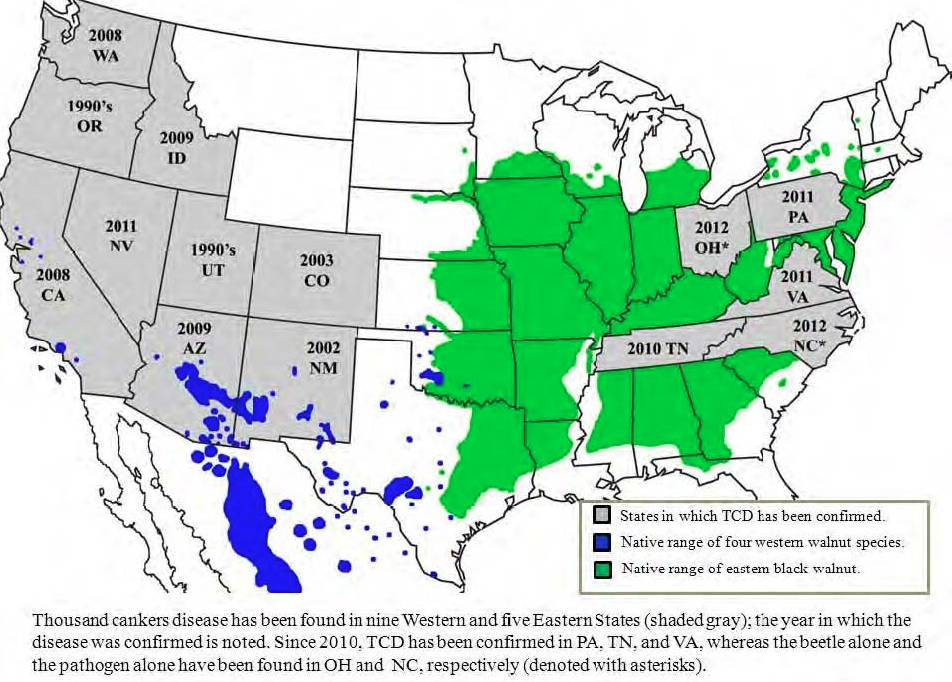 2008
WA
1990's
OR
2009
ID
2011
NV
1990's
UT
2003
CO
2008
CA
2009
AZ
2002
NM
2011
PA
2012
OH*
2011
VA
2012
NC*
2010 TN
States in which TCD has been confirmed.
Native range of four western walnut species.
Native range of eastern black walnut.
Thousand cankers disease has been found in nine Western and five Eastern States (shaded gray); the year in which the
disease was confirmed is noted. Since 2010, TCD has been confirmed in PA, TN, and VA, whereas the beetle alone and
the pathogen alone have been found in OH and NC, respectively (denoted with asterisks).